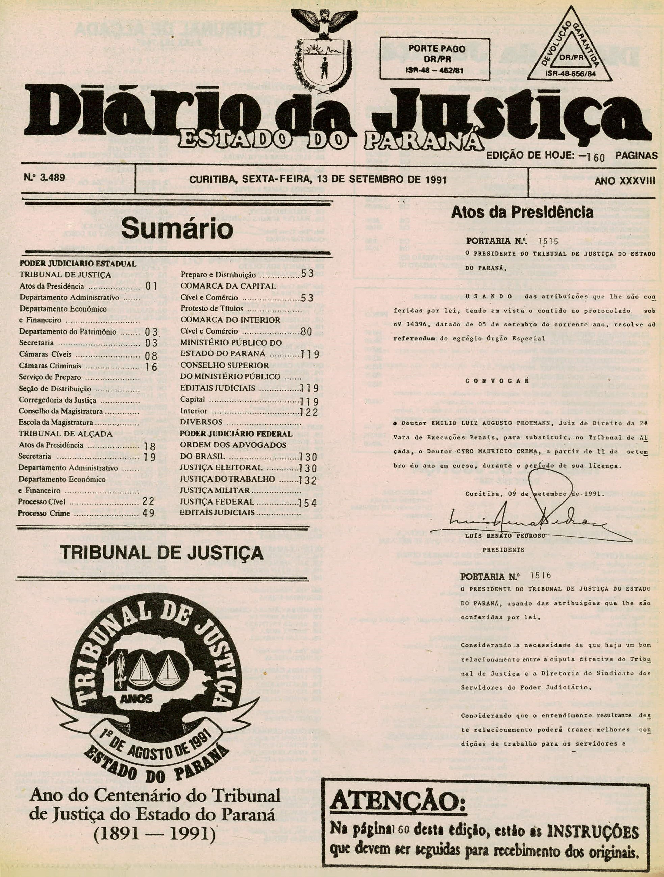 PORTE PAGO
DR/PR
ISR-48-462/81
DEVOLUÇÃO GARANTIDA
DR/PR
ISR-48-656/84
Diário da Justiça
ESTADO DO PARANÁ
EDIÇÃO DE HOJE: -160 PAGINAS
N.º 3.489
CURITIBA, SEXTA-FEIRA, 13 DE SETEMBRO DE 1991
ANO XXXVIII
Sumário
PODER JUDICIARIO ESTADUAL
TRIBUNAL DE JUSTIÇA
Atos da Presidência 01
Departamento Administrativo
Departamento Econômico
e Financeiro
Departamento do Patrimônio 03
Secretaria 03
Câmaras Cíveis 08
Câmaras Criminais 16
Serviço de Preparo
Seção de Distribuição
Corregedoria da Justiça
Conselho da Magistratura
Escola da Magistratura
TRIBUNAL DE ALÇADA
Atos da Presidência 18
Secretaria 19
Departamento Administrativo
Departamento Econômico
e Financeiro
Processo Cível 22
Processo Crime 49
Preparo e Distribuição 53
COMARCA DA CAPITAL
Cível e Comércio 53
Protesto de Títulos
COMARCA DO INTERIOR
Cível e Comércio 80
MINISTÉRIO PÚBLICO DO
ESTADO DO PARANÁ 119
CONSELHO SUPERIOR
DO MINISTÉRIO PÚBLICO
EDITAIS JUDICIAIS 119
Capital 119
Interior 122
DIVERSOS
PODER JUDICIÁRIO FEDERAL
ORDEM DOS ADVOGADOS
DO BRASIL 130
JUSTIÇA ELEITORAL 130
JUSTIÇA DO TRABALHO 132
JUSTIÇA MILITAR
JUSTIÇA FEDERAL 154
EDITAIS JUDICIAIS
TRIBUNAL DE JUSTIÇA
TRIBUNAL DE JUSTIÇA
100
ANOS
1º DE AGOSTO DE 1991
ESTADO DO PARANÁ
Ano do Centenário do Tribunal
de Justiça do Estado do Paraná
(1891 — 1991)
Atos da Presidência
PORTARIA N.º 1515
O PRESIDENTE DO TRIBUNAL DE JUSTIÇA DO ESTADO
DO PARANÁ,
U S A N D O das atribuições que lhe são con
feridas por lei, tendo em vista o contido no protocolado sob
nº 34396, datado de 05 de setembro do corrente ano, resolve ad
referendum do egrégio Órgão Especial
C O N V O C A R
o Doutor EMILIO LUIZ AUGUSTO PROHMANN, Juiz de Direito da 2ª
Vara de Execuções Penais, para substituir, no Tribunal de Al
çada, o Doutor CYRO MAURICIO CREMA, a partir de 11 de setem
bro do ano em curso, durante o período de sua licença.
Curitiba, 09 de setembro de 1991.
LUÍS RENATO PEDROSO
PRESIDENTE
PORTARIA N.º 1516
O PRESIDENTE DO TRIBUNAL DE JUSTIÇA DO ESTADO
DO PARANÁ, usando das atribuições que lhe são
conferidas por lei,
Considerando a necessidade de que haja um bom
relacionamento entre a cúpula diretiva do Tribu
nal de Justiça e a Diretoria do Sindicato dos
Servidores do Poder Judiciário,
Considerando que o entendimento resultante des
te relacionamento poderá trazer melhores con
dições de trabalho para os servidores e
ATENÇÃO:
Na página 160 desta edição, estão as INSTRUÇÕES
que devem ser seguidas para recebimento dos originais.